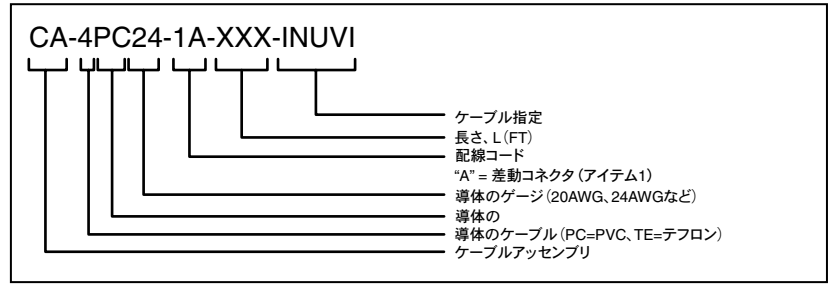 CA-4PC24-1A-XXX-INUVI
ケーブル指定
長さ、L（FT）
配線コード
“A” = 差動コネクタ（アイテム1）
導体のゲージ（20AWG、24AWGなど）
導体の
導体のケーブル（PC=PVC、TE=テフロン）
ケーブルアッセンブリ